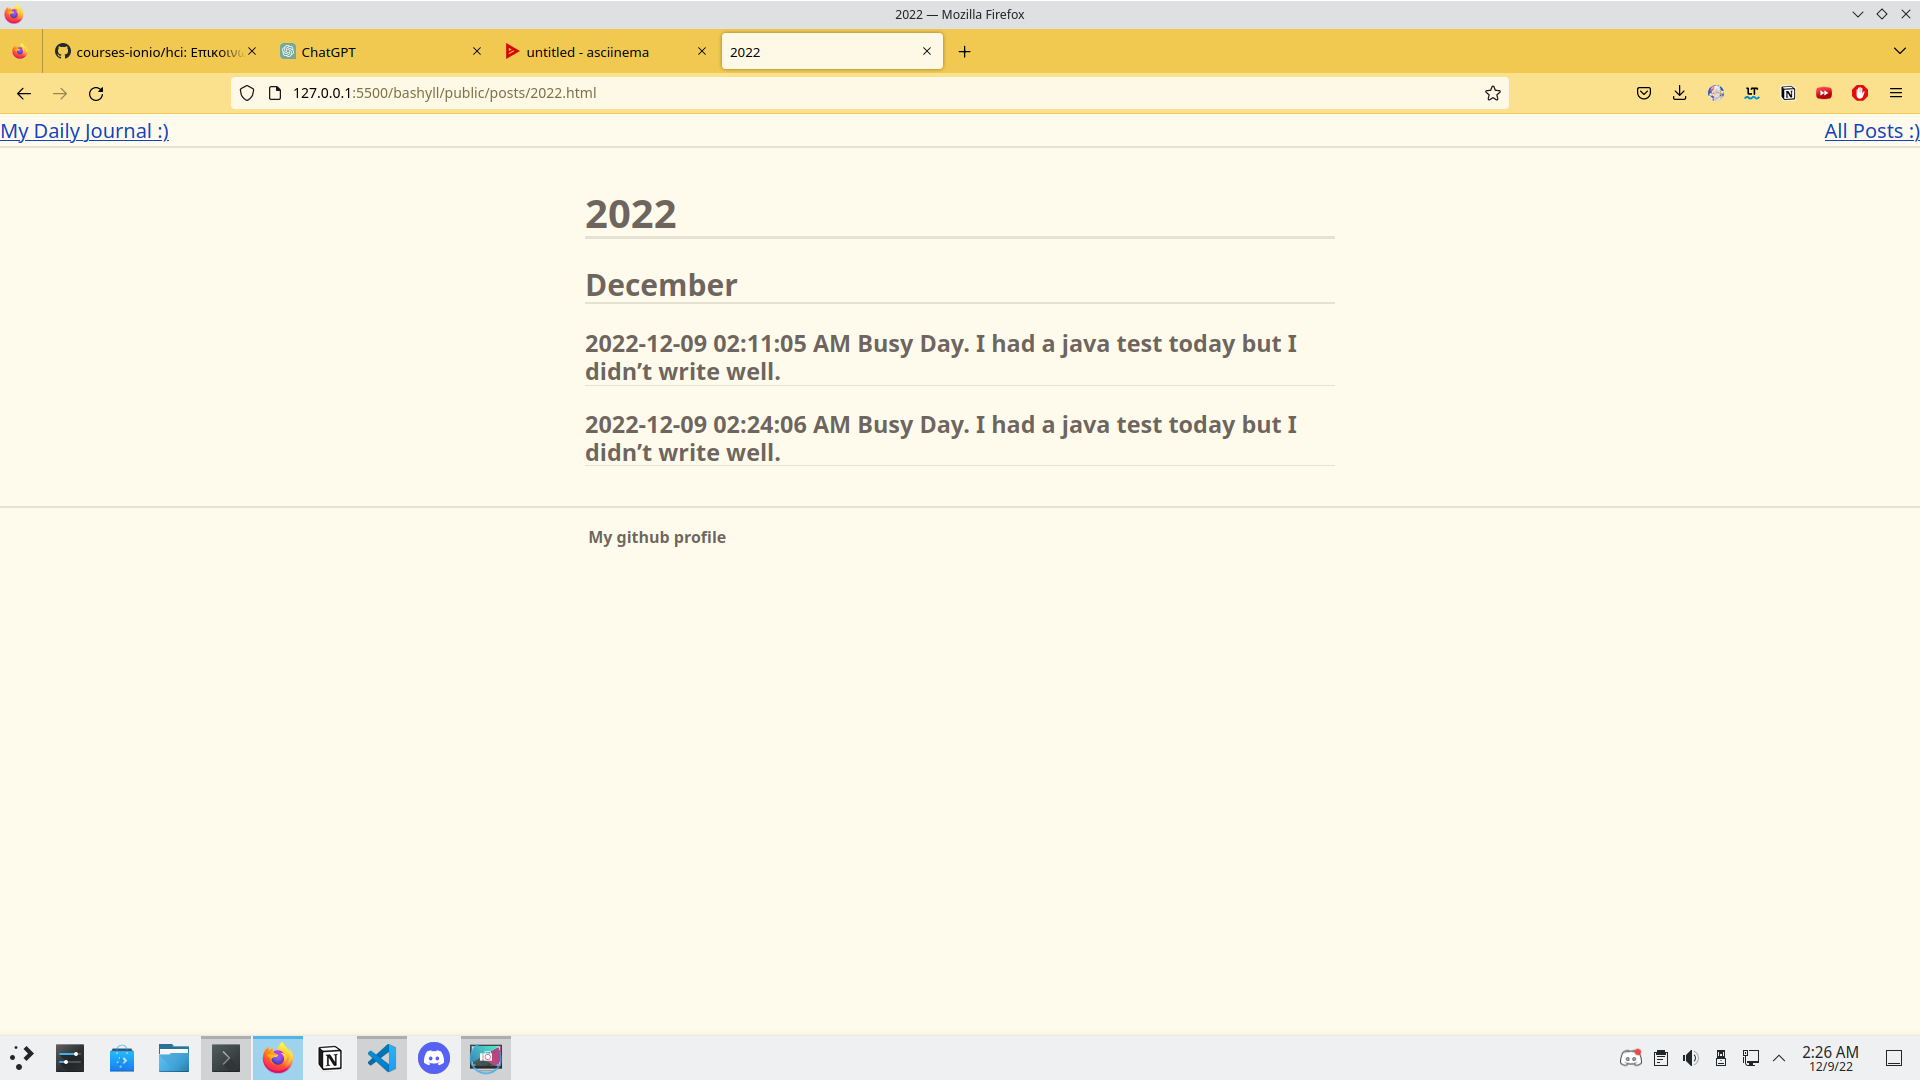 2022 — Mozilla Firefox
courses-ionio/hci: Επικοιν
ChatGPT
untitled - asciinema
2022
127.0.0.1:5500/bashyll/public/posts/2022.html
My Daily Journal :)
All Posts :)
2022
December
2022-12-09 02:11:05 AM Busy Day. I had a java test today but I
didn’t write well.
2022-12-09 02:24:06 AM Busy Day. I had a java test today but I
didn’t write well.
My github profile
2:26 AM
12/9/22